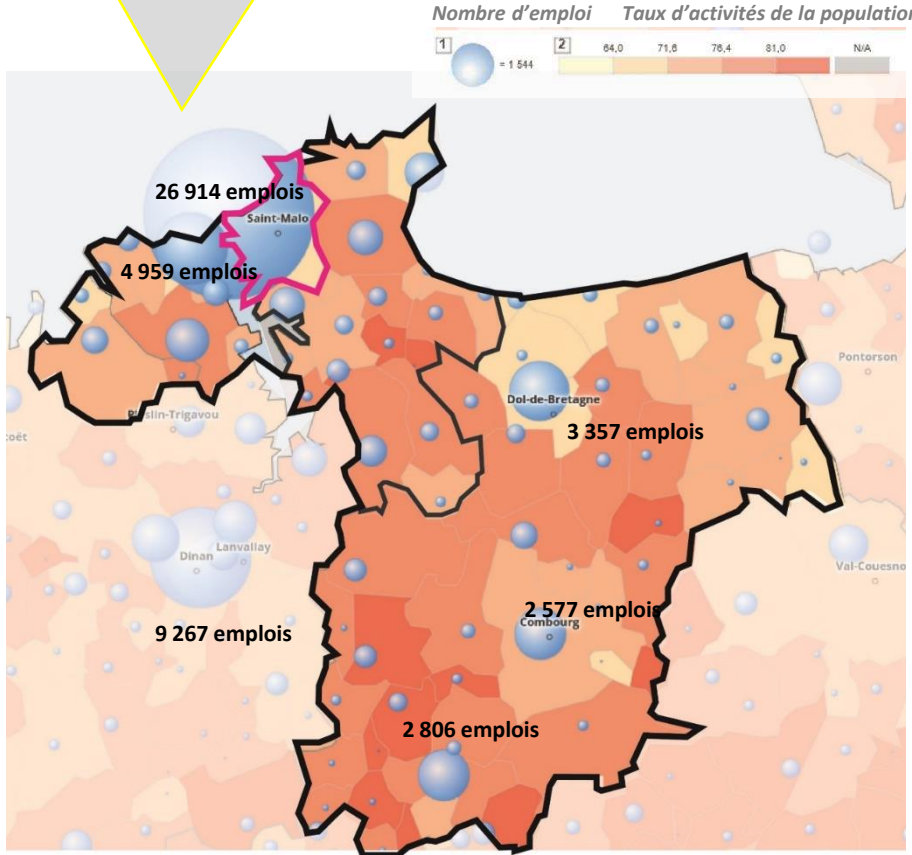 Nombre d’emploi Taux d’activités de la population
1 = 1 544 2 64,0 71,6 76,4 81,0 N/A
26 914 emplois
Saint-Malo
4 959 emplois
Pontorson
Dol-de-Bretagne
3 357 emplois
Lanvallay
Dinan
Val-Couesno
2 577 emplois
Combourg
9 267 emplois
2 806 emplois